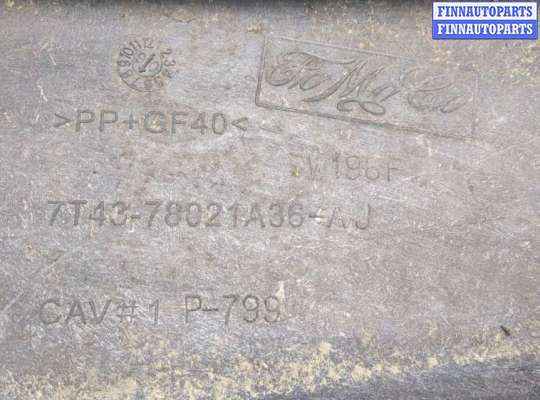 FINNAUTOPARTS
FINNAUTOPARTS
FoMoCo
>PP+GF40<
W196F
7T43-78021A36-AJ
CAV#1 P-799